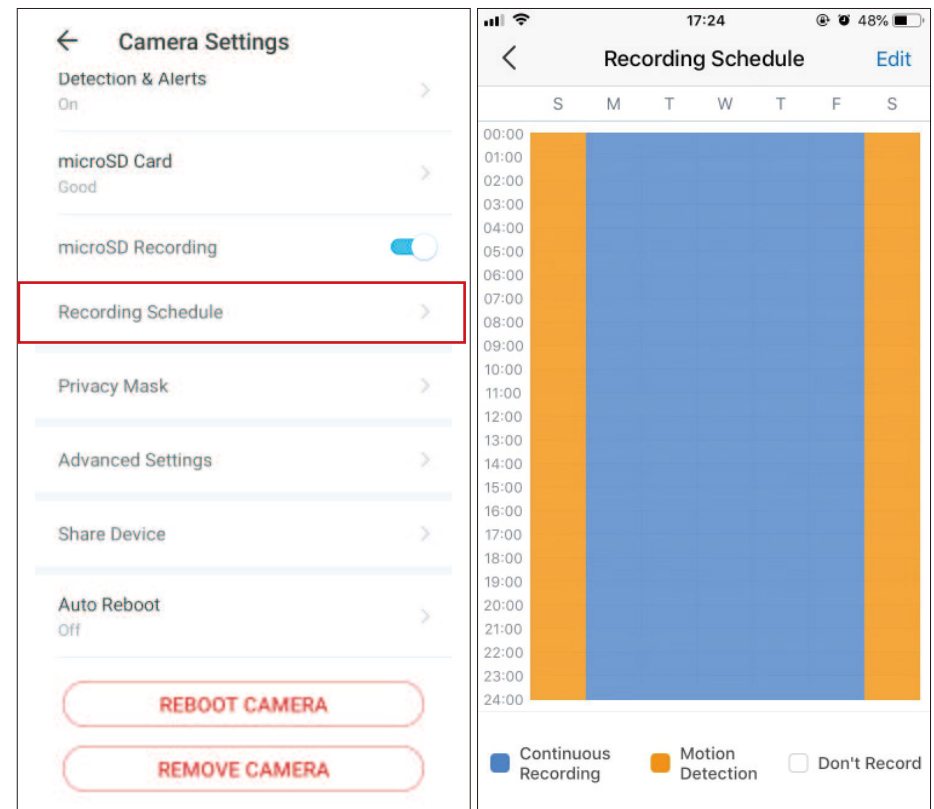 Camera Settings
Detection & Alerts
On
microSD Card
Good
microSD Recording
Recording Schedule
Privacy Mask
Advanced Settings
Share Device
Auto Reboot
Off
REBOOT CAMERA
REMOVE CAMERA
17:24
48%
Recording Schedule
Edit
S M T W T F S
00:00
01:00
02:00
03:00
04:00
05:00
06:00
07:00
08:00
09:00
10:00
11:00
12:00
13:00
14:00
15:00
16:00
17:00
18:00
19:00
20:00
21:00
22:00
23:00
24:00
Continuous
Recording
Motion
Detection
Don't Record